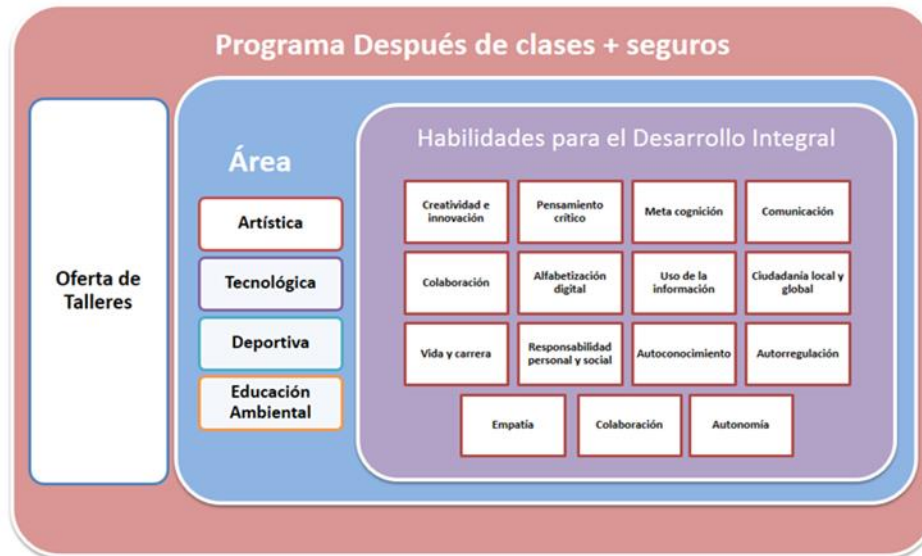 Programa Después de clases + seguros
Oferta de
Talleres
Área
Artística
Tecnológica
Deportiva
Educación
Ambiental
Habilidades para el Desarrollo Integral
Creatividad e
innovación
Pensamiento
crítico
Meta cognición
Comunicación
Colaboración
Alfabetización
digital
Uso de la
información
Ciudadanía local y
global
Vida y carrera
Responsabilidad
personal y social
Autoconocimiento
Autorregulación
Empatía
Colaboración
Autonomía